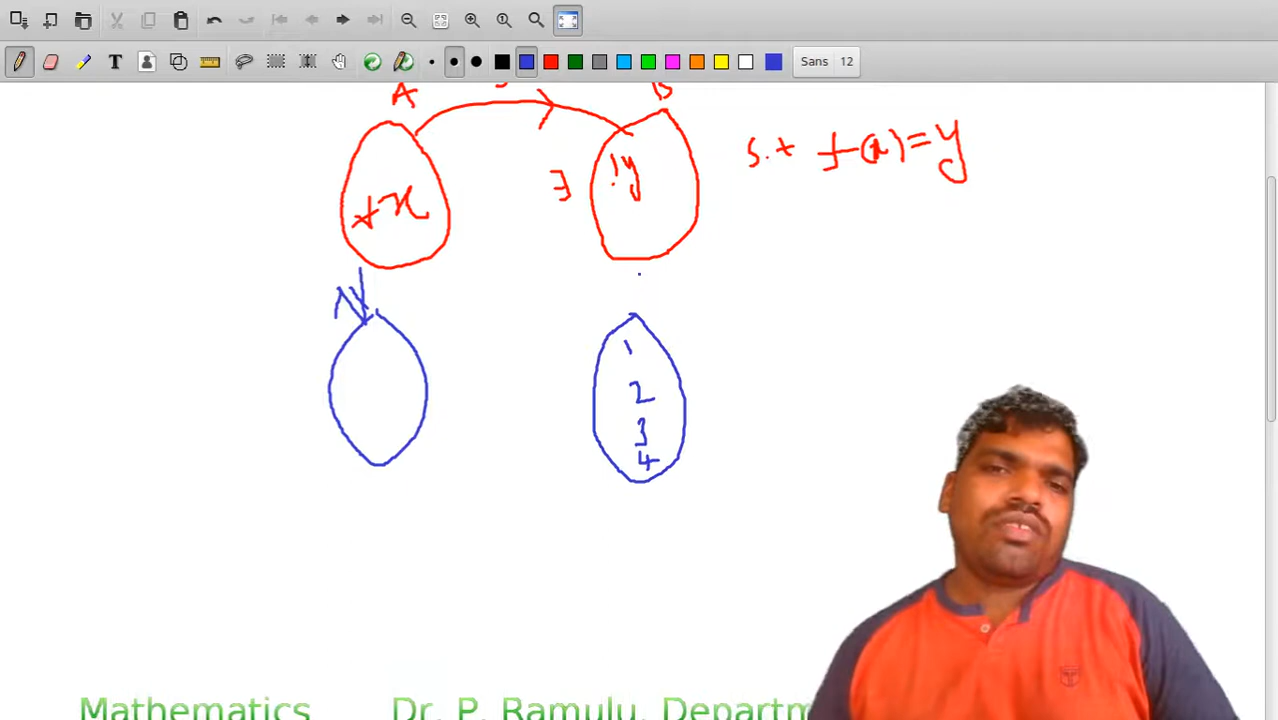 Sans 12
A B
∀x ∃ !y s.t f(x)=y
N
1
2
3
4
Mathematics Dr. P. Ramulu, Departm